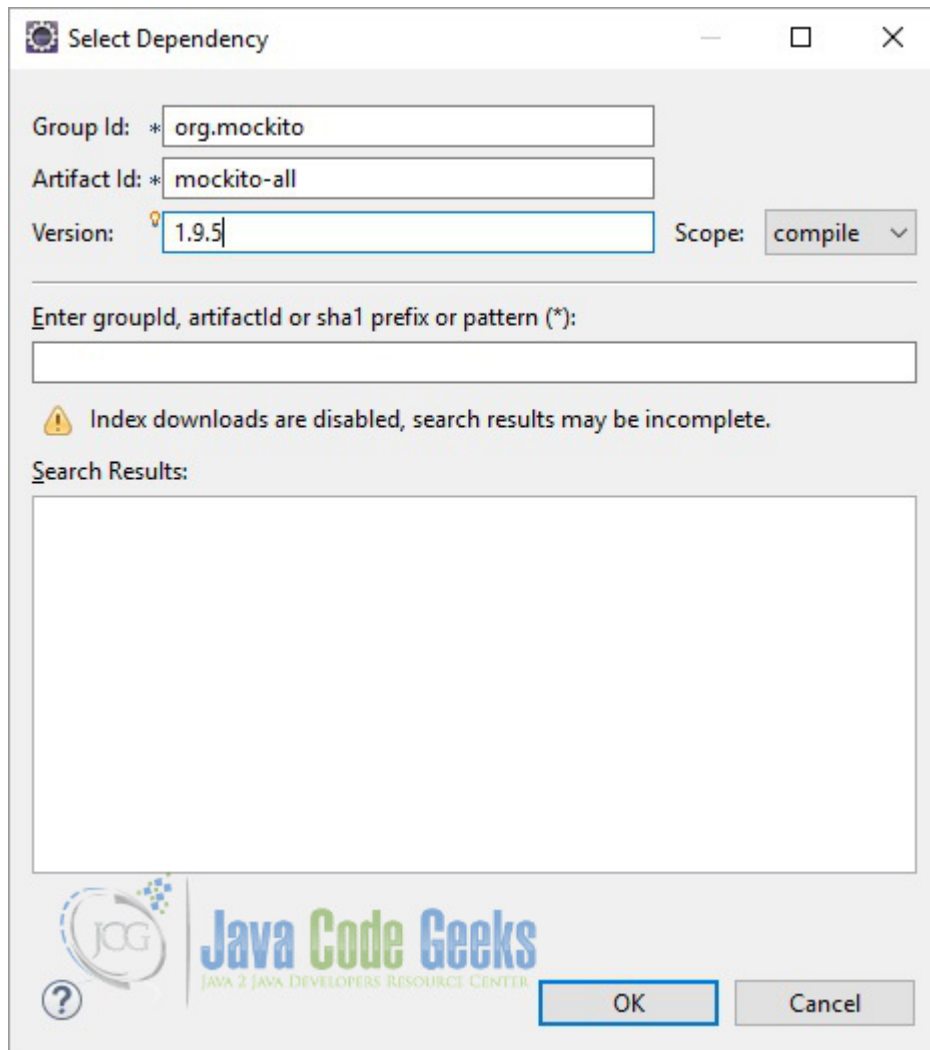 Select Dependency
Group Id: * org.mockito
Artifact Id: * mockito-all
Version: 1.9.5 Scope: compile
Enter groupId, artifactId or sha1 prefix or pattern (*):
Index downloads are disabled, search results may be incomplete.
Search Results:
JCG Java Code Geeks
JAVA 2 JAVA DEVELOPERS RESOURCE CENTER
? OK Cancel